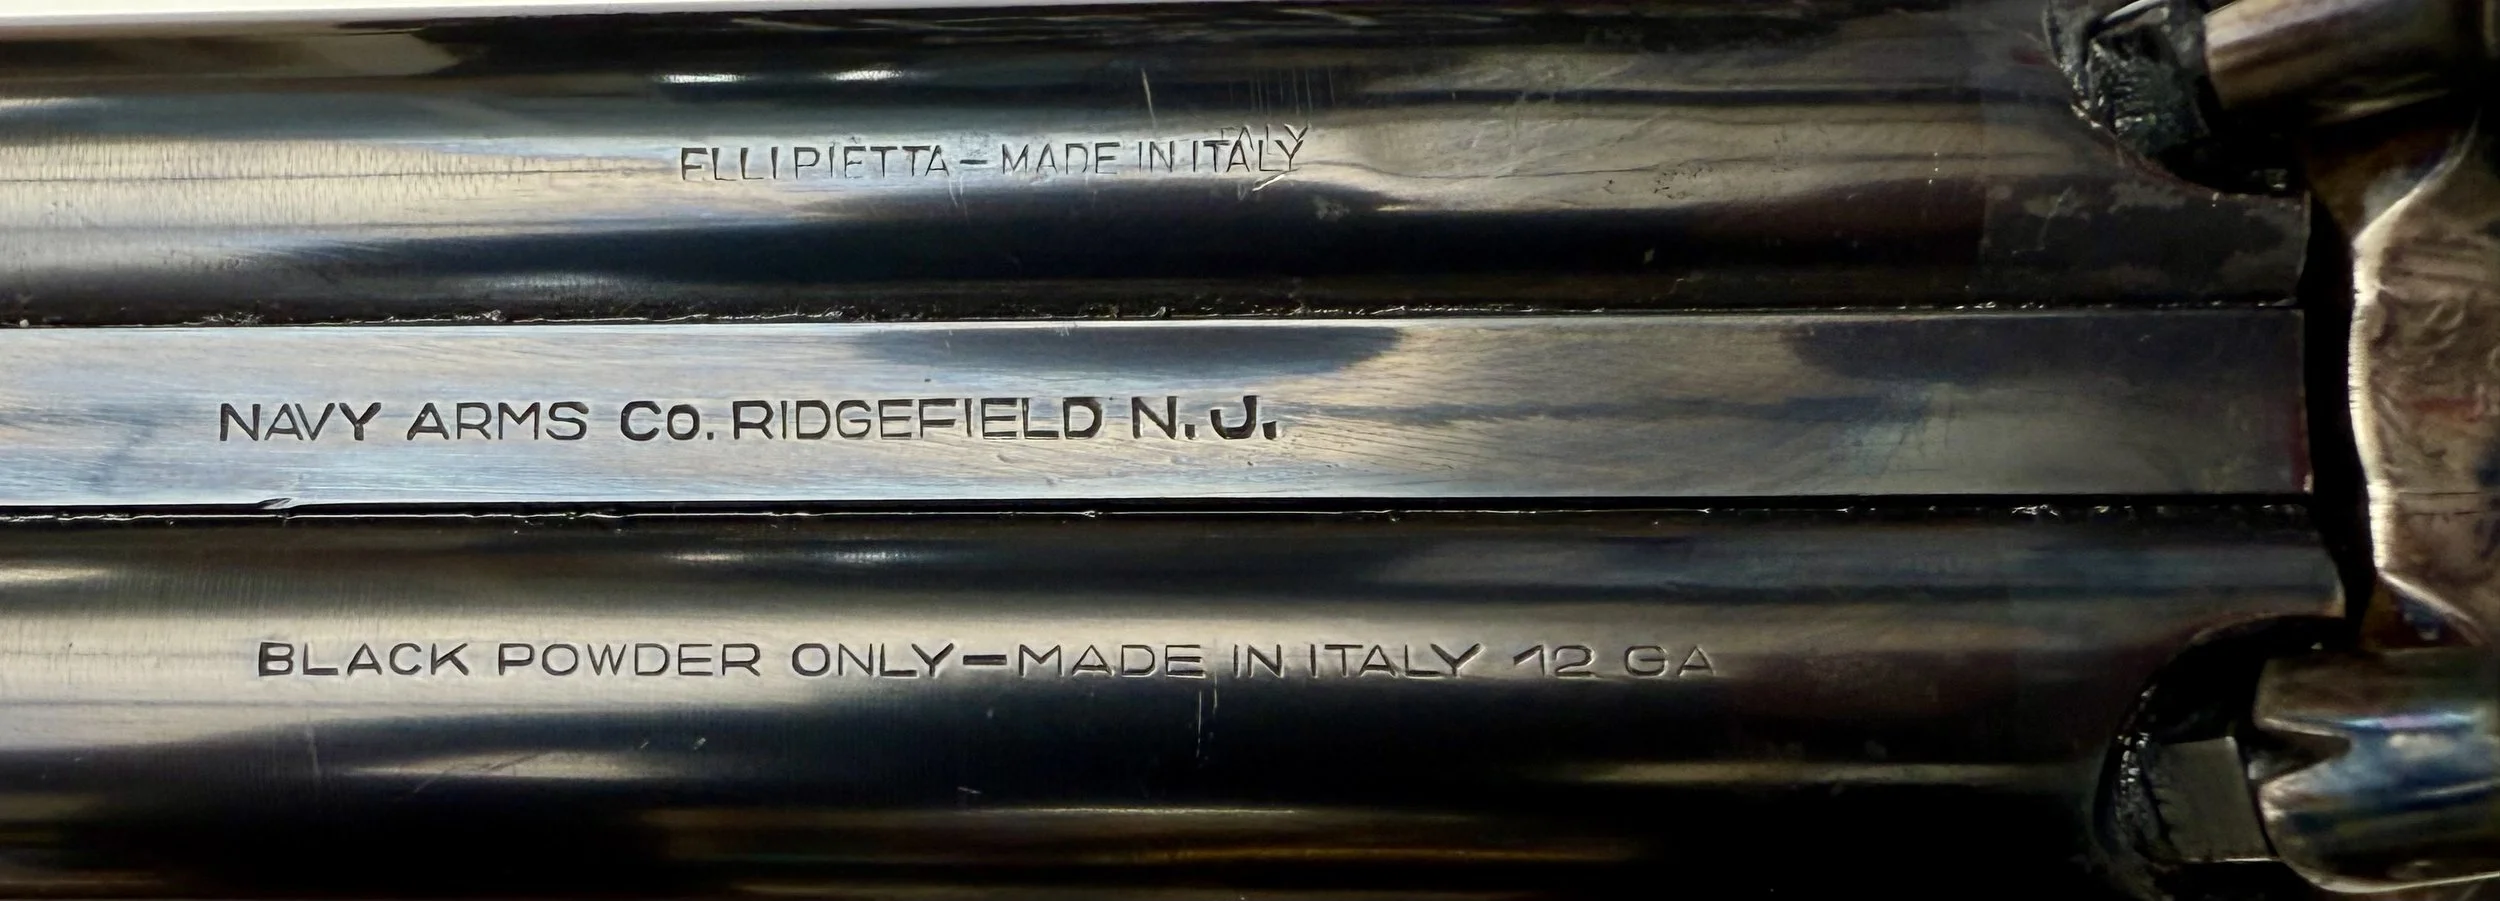 FLLI PIETTA - MADE IN ITALY
NAVY ARMS Co. RIDGEFIELD N.J.
BLACK POWDER ONLY-MADE IN ITALY 12 GA